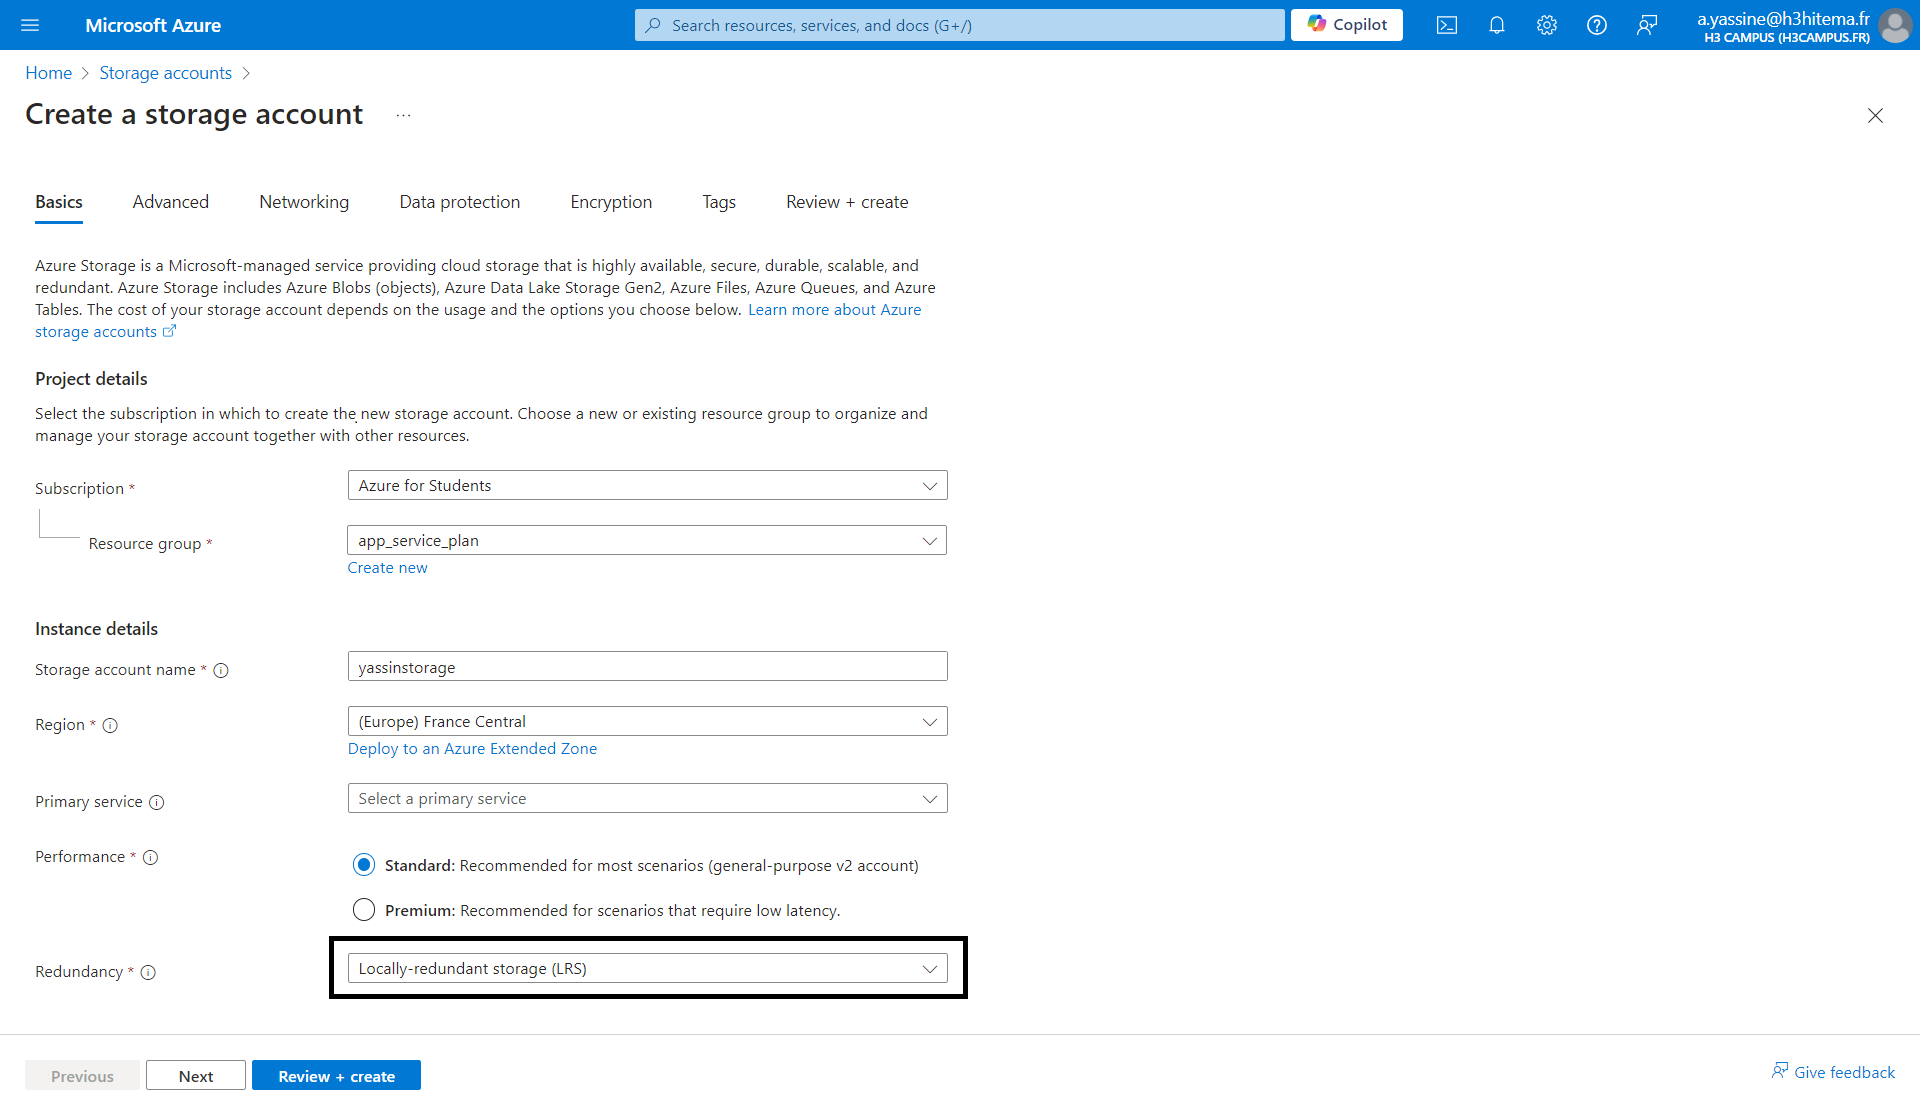 Microsoft Azure
Search resources, services, and docs (G+/)
Copilot
a.yassine@h3hitema.fr
H3 CAMPUS (H3CAMPUS.FR)
Home > Storage accounts >
Create a storage account ...
Basics Advanced Networking Data protection Encryption Tags Review + create
Azure Storage is a Microsoft-managed service providing cloud storage that is highly available, secure, durable, scalable, and
redundant. Azure Storage includes Azure Blobs (objects), Azure Data Lake Storage Gen2, Azure Files, Azure Queues, and Azure
Tables. The cost of your storage account depends on the usage and the options you choose below. Learn more about Azure
storage accounts
Project details
Select the subscription in which to create the new storage account. Choose a new or existing resource group to organize and
manage your storage account together with other resources.
Subscription * Azure for Students
Resource group * app_service_plan
Create new
Instance details
Storage account name * yassinstorage
Region * (Europe) France Central
Deploy to an Azure Extended Zone
Primary service Select a primary service
Performance * Standard: Recommended for most scenarios (general-purpose v2 account)
Premium: Recommended for scenarios that require low latency.
Redundancy * Locally-redundant storage (LRS)
Previous Next Review + create Give feedback